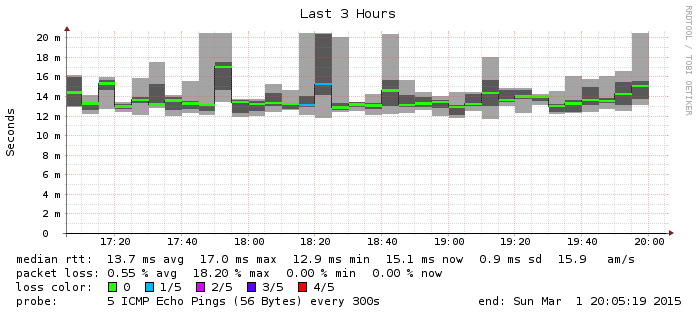 Last 3 Hours
RRDTOOL / TOBI OETIKER
Seconds
20 m
18 m
16 m
14 m
12 m
10 m
8 m
6 m
4 m
2 m
0
17:20 17:40 18:00 18:20 18:40 19:00 19:20 19:40 20:00
median rtt: 13.7 ms avg 17.0 ms max 12.9 ms min 15.1 ms now 0.9 ms sd 15.9 am/s
packet loss: 0.55 % avg 18.20 % max 0.00 % min 0.00 % now
loss color: 0 1/5 2/5 3/5 4/5
probe: 5 ICMP Echo Pings (56 Bytes) every 300s end: Sun Mar 1 20:05:19 2015